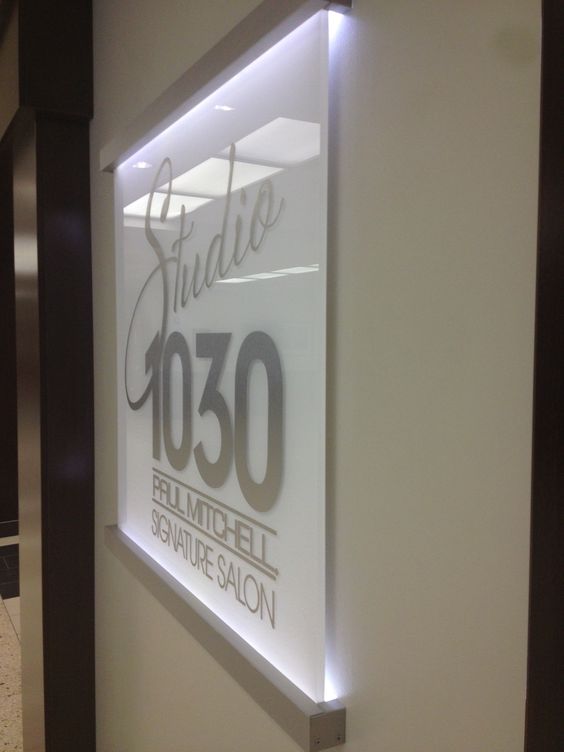 Studio
1030
PAUL MITCHELL
SIGNATURE SALON